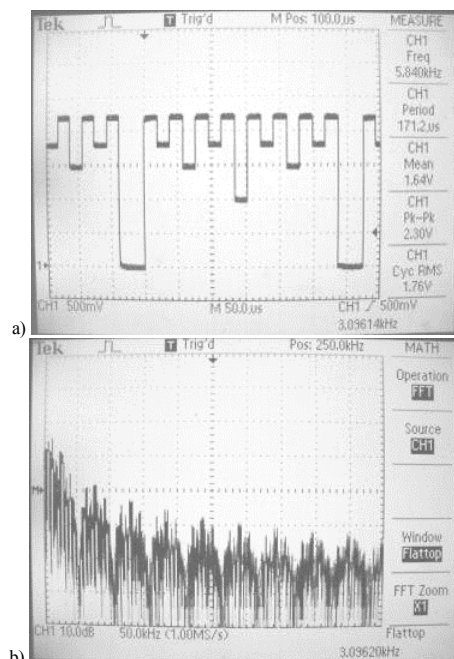 Tek Trig'd M Pos: 100.0us MEASURE
CH1
Freq
5.840kHz
CH1
Period
171.2us
CH1
Mean
1.64V
CH1
Pk-Pk
2.30V
CH1
Cyc RMS
1.76V
1
CH1 500mV M 50.0us CH1 500mV
3.09614kHz
a)
Tek T Trig'd Pos: 250.0kHz MATH
Operation
FFT
Source
CH1
M
Window
Flattop
FFT Zoom
X1
CH1 10.0dB 50.0kHz (1.00MS/s) Flattop
3.09620kHz
b)